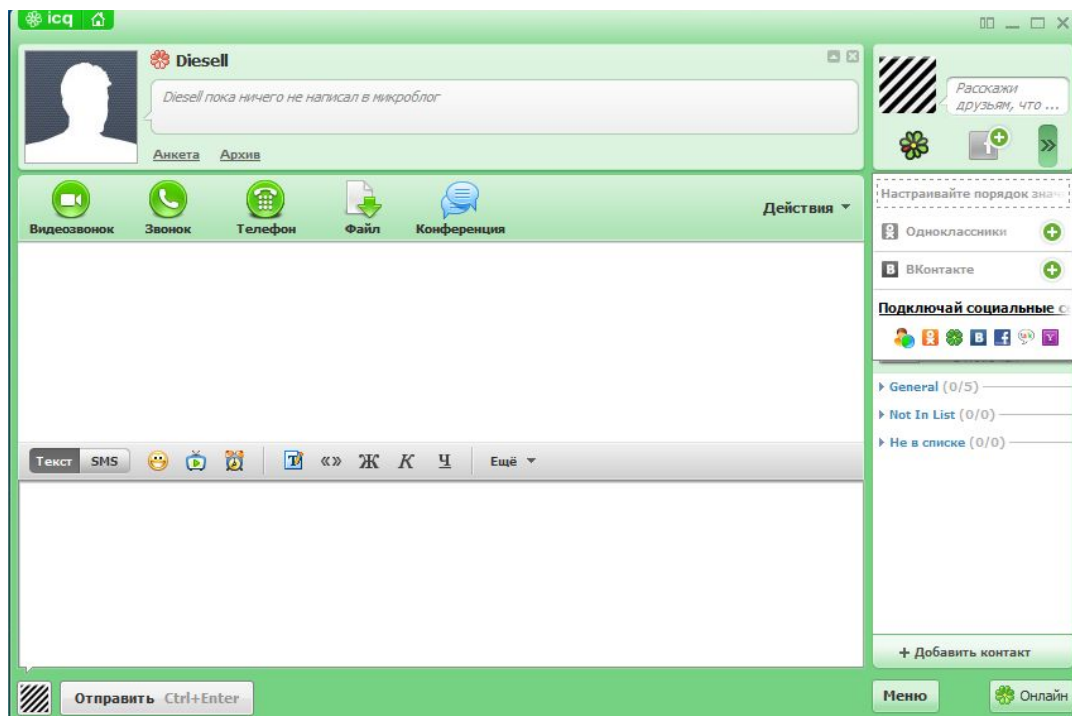 icq
Diesell
Diesell пока ничего не написал в микроблог
Анкета Архив
Расскажи
друзьям, что ...
Видеозвонок Звонок Телефон Файл Конференция
Действия
Настраивайте порядок знач
Одноклассники
ВКонтакте
Подключай социальные
General (0/5)
Not In List (0/0)
Не в списке (0/0)
Текст SMS
«» Ж К Ч Ещё
+ Добавить контакт
Отправить Ctrl+Enter
Меню Онлайн